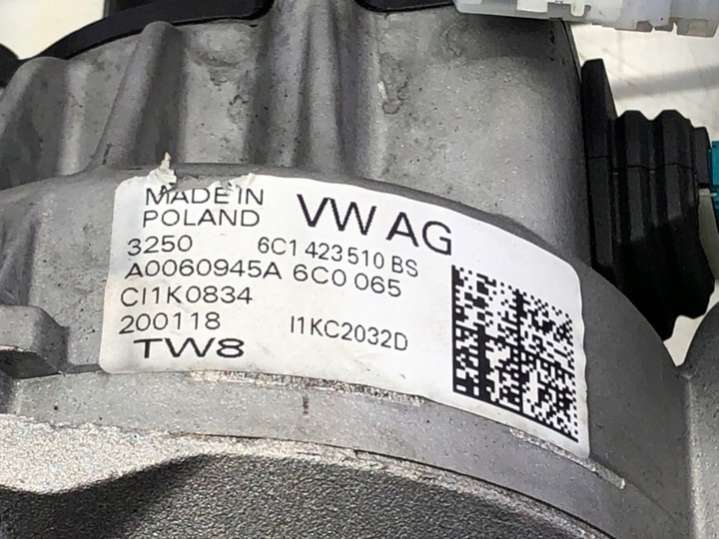 MADE IN
POLAND
VW AG
3250 6C1 423 510 BS
A0060945A 6C0 065
CI1K0834
200118 I1KC2032D
TW8